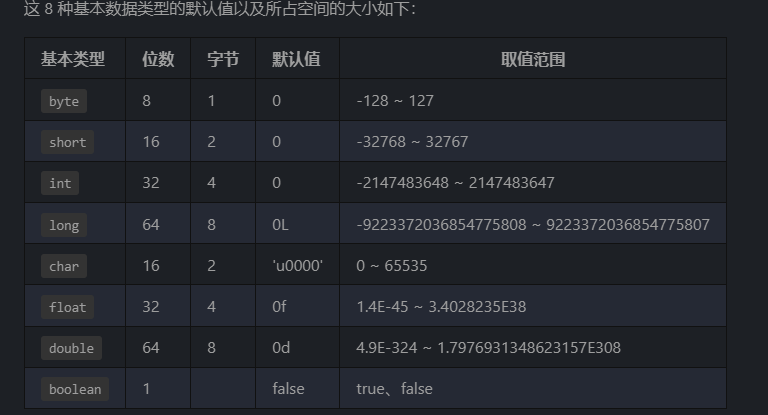 这 8 种基本数据类型的默认值以及所占空间的大小如下：
基本类型 位数 字节 默认值 取值范围
byte 8 1 0 -128 ~ 127
short 16 2 0 -32768 ~ 32767
int 32 4 0 -2147483648 ~ 2147483647
long 64 8 0L -9223372036854775808 ~ 9223372036854775807
char 16 2 'u0000' 0 ~ 65535
float 32 4 0f 1.4E-45 ~ 3.4028235E38
double 64 8 0d 4.9E-324 ~ 1.7976931348623157E308
boolean 1 false true、false